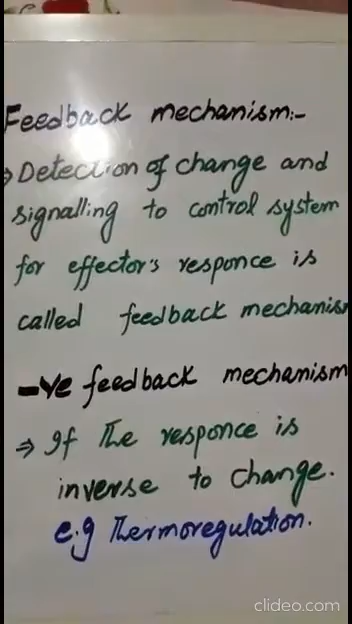 Feedback mechanism:-
⇒ Detection of change and
signalling to control system
for effector's responce is
called feedback mechanism
-ve feedback mechanism
⇒ If the responce is
inverse to change.
e.g Thermoregulation.
clideo.com